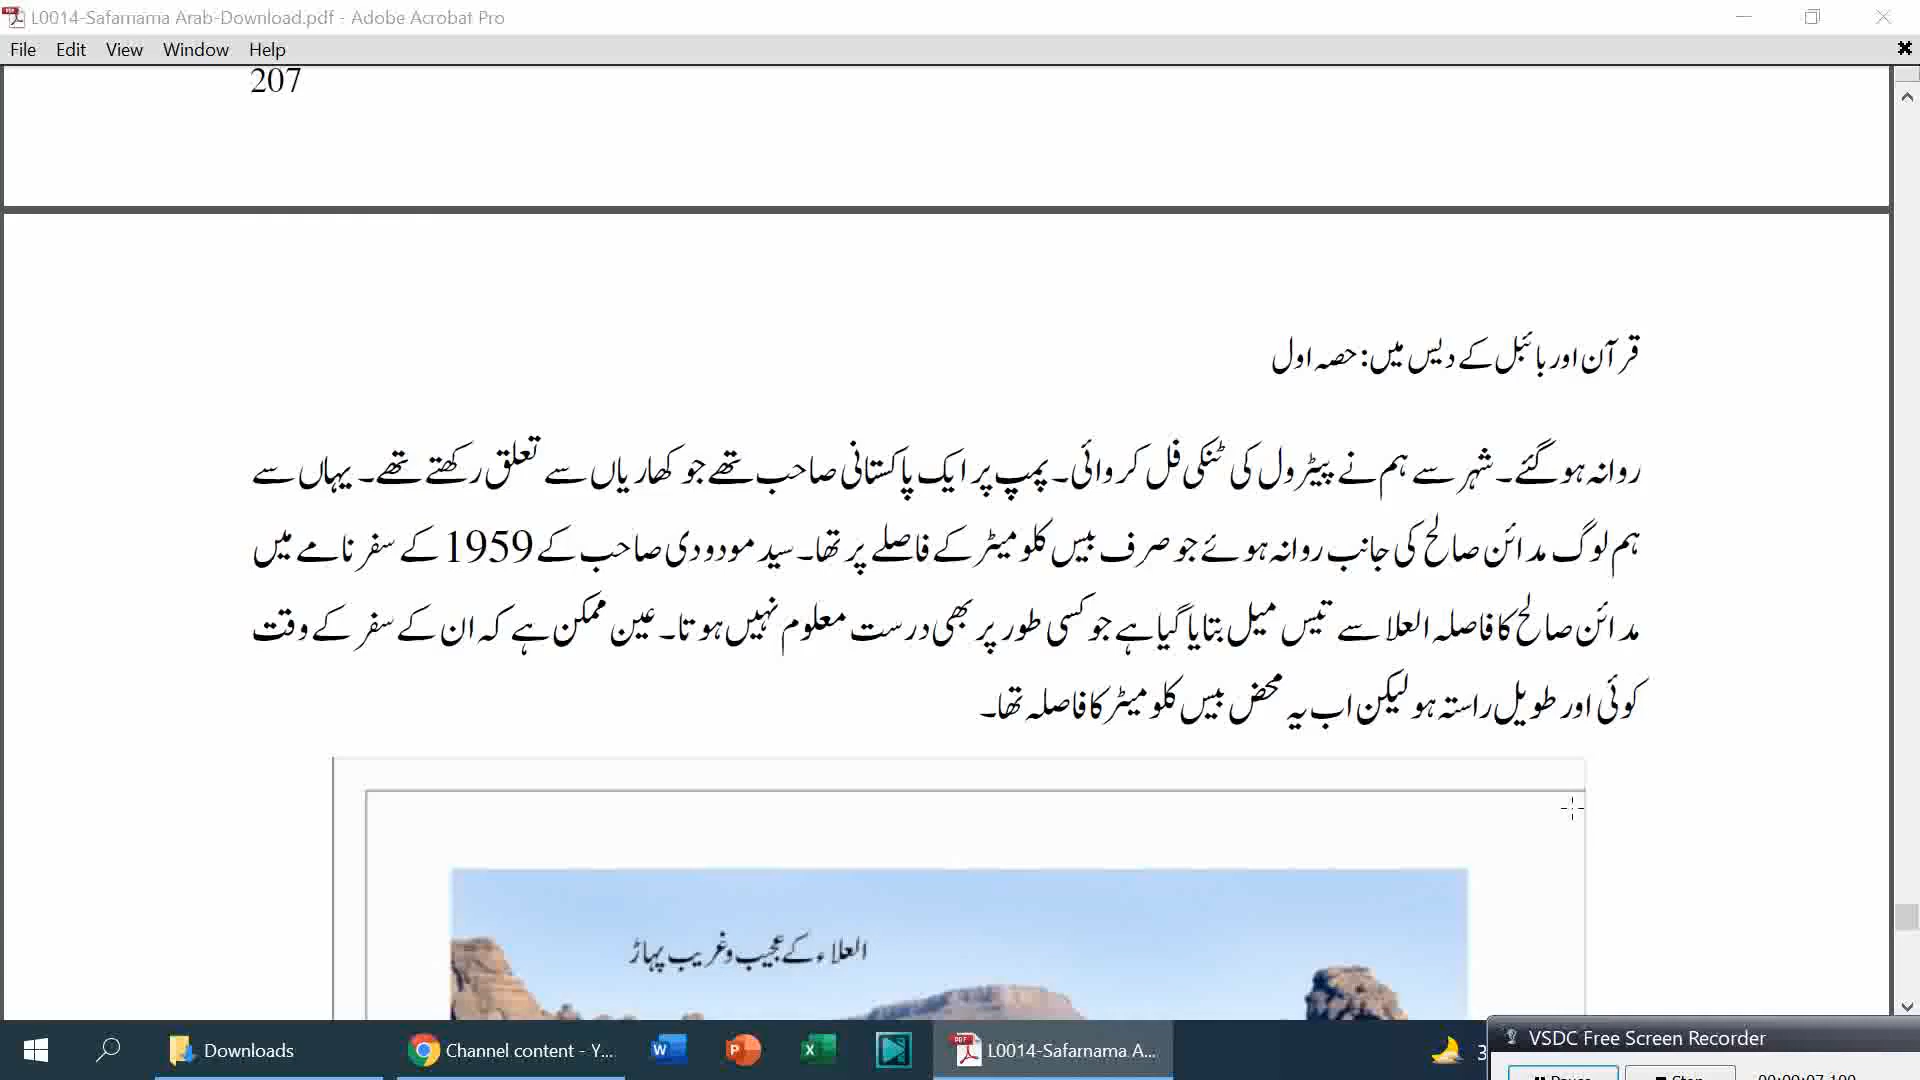 L0014-Safarnama Arab-Download.pdf - Adobe Acrobat Pro
File Edit View Window Help
207
قرآن اور بائبل کے دیس میں: حصہ اول
روانہ ہو گئے۔ شہر سے ہم نے پیٹرول کی ٹنکی فل کروائی۔ پمپ پر ایک پاکستانی صاحب تھے جو کھاریاں سے تعلق رکھتے تھے۔ یہاں سے
ہم لوگ مدائن صالح کی جانب روانہ ہوئے جو صرف بیس کلومیٹر کے فاصلے پر تھا۔ سید مودودی صاحب کے 1959 کے سفر نامے میں
مدائن صالح کا فاصلہ العلا سے تیس میل بتایا گیا ہے جو کسی طور پر بھی درست معلوم نہیں ہوتا۔ عین ممکن ہے کہ ان کے سفر کے وقت
کوئی اور طویل راستہ ہو لیکن اب یہ محض بیس کلومیٹر کا فاصلہ تھا۔
العلاء کے عجیب و غریب پہاڑ
Downloads
Channel content - Y...
L0014-Safarnama A...
VSDC Free Screen Recorder